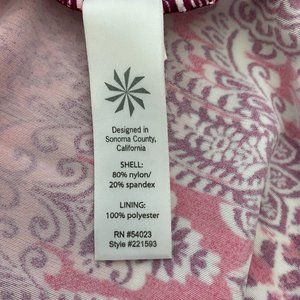 Designed in
Sonoma County,
California
SHELL:
80% nylon/
20% spandex
LINING:
100% polyester
RN #54023
Style #221593